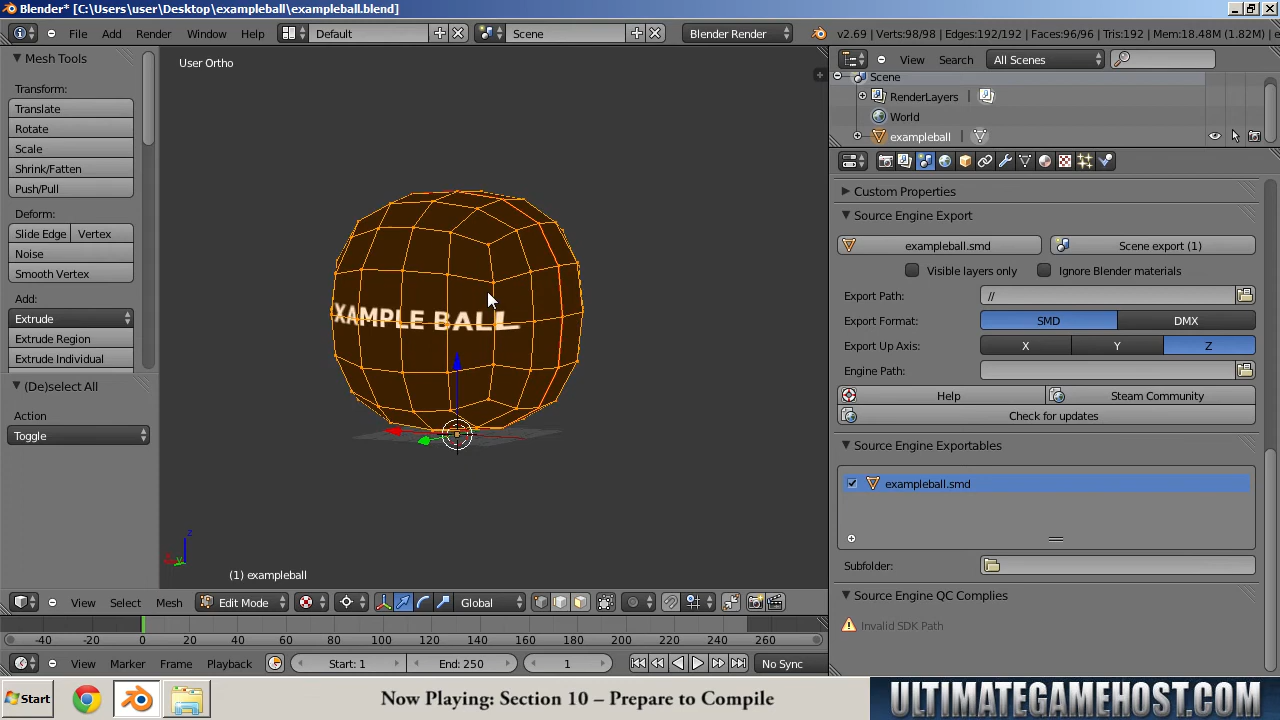 Blender* [C:\Users\user\Desktop\exampleball\exampleball.blend]
File Add Render Window Help Default Scene Blender Render v2.69 | Verts:98/98 | Edges:192/192 | Faces:96/96 | Tris:192 | Mem:18.48M (1.82M) | e
Mesh Tools
Transform:
Translate
Rotate
Scale
Shrink/Fatten
Push/Pull
Deform:
Slide Edge Vertex
Noise
Smooth Vertex
Add:
Extrude
Extrude Region
Extrude Individual
(De)select All
Action
Toggle
User Ortho
XAMPLE BALL
z
x
y
(1) exampleball
View Select Mesh Edit Mode Global
-40 -20 0 20 40 60 80 100 120 140 160 180 200 220 240 260
View Marker Frame Playback Start: 1 End: 250 1 No Sync
View Search All Scenes
Scene
RenderLayers |
World
exampleball |
Custom Properties
Source Engine Export
exampleball.smd Scene export (1)
Visible layers only Ignore Blender materials
Export Path: //
Export Format: SMD DMX
Export Up Axis: X Y Z
Engine Path:
Help Steam Community
Check for updates
Source Engine Exportables
exampleball.smd
Subfolder:
Source Engine QC Complies
Invalid SDK Path
Start
Now Playing: Section 10 – Prepare to Compile
ULTIMATEGAMEHOST.COM